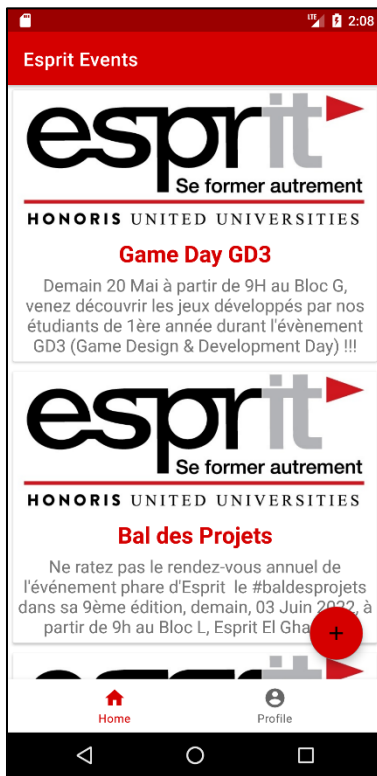 LTE 2:08
Esprit Events
esprit
Se former autrement
HONORIS UNITED UNIVERSITIES
Game Day GD3
Demain 20 Mai à partir de 9H au Bloc G,
venez découvrir les jeux développés par nos
étudiants de 1ère année durant l'évènement
GD3 (Game Design & Development Day) !!!
esprit
Se former autrement
HONORIS UNITED UNIVERSITIES
Bal des Projets
Ne ratez pas le rendez-vous annuel de
l'événement phare d'Esprit le #baldesprojets
dans sa 9ème édition, demain, 03 Juin 2022, à
partir de 9h au Bloc L, Esprit El
+
Home
Profile